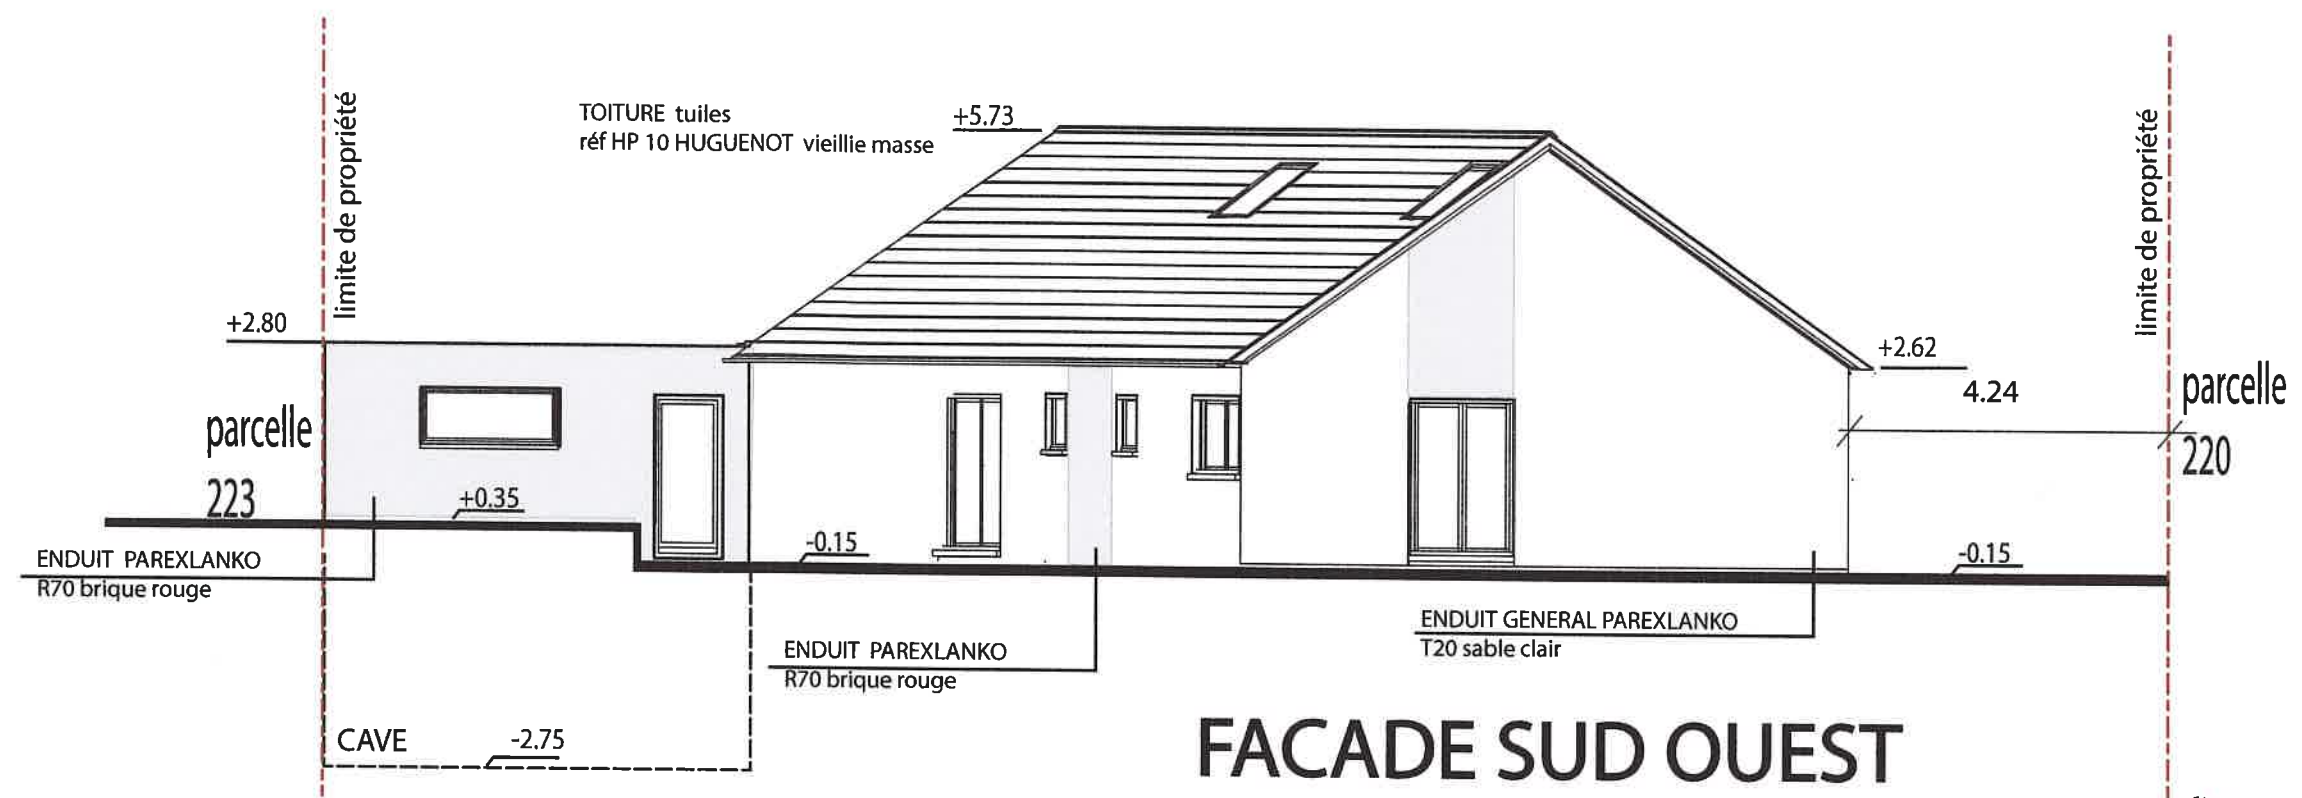 limite de propriété
TOITURE tuiles
réf HP 10 HUGUENOT vieillie masse
+5.73
limite de propriété
+2.80
+2.62
4.24
parcelle
220
parcelle
223
+0.35
-0.15
-0.15
ENDUIT PAREXLANKO
R70 brique rouge
ENDUIT PAREXLANKO
R70 brique rouge
ENDUIT GENERAL PAREXLANKO
T20 sable clair
CAVE
-2.75
FACADE SUD OUEST